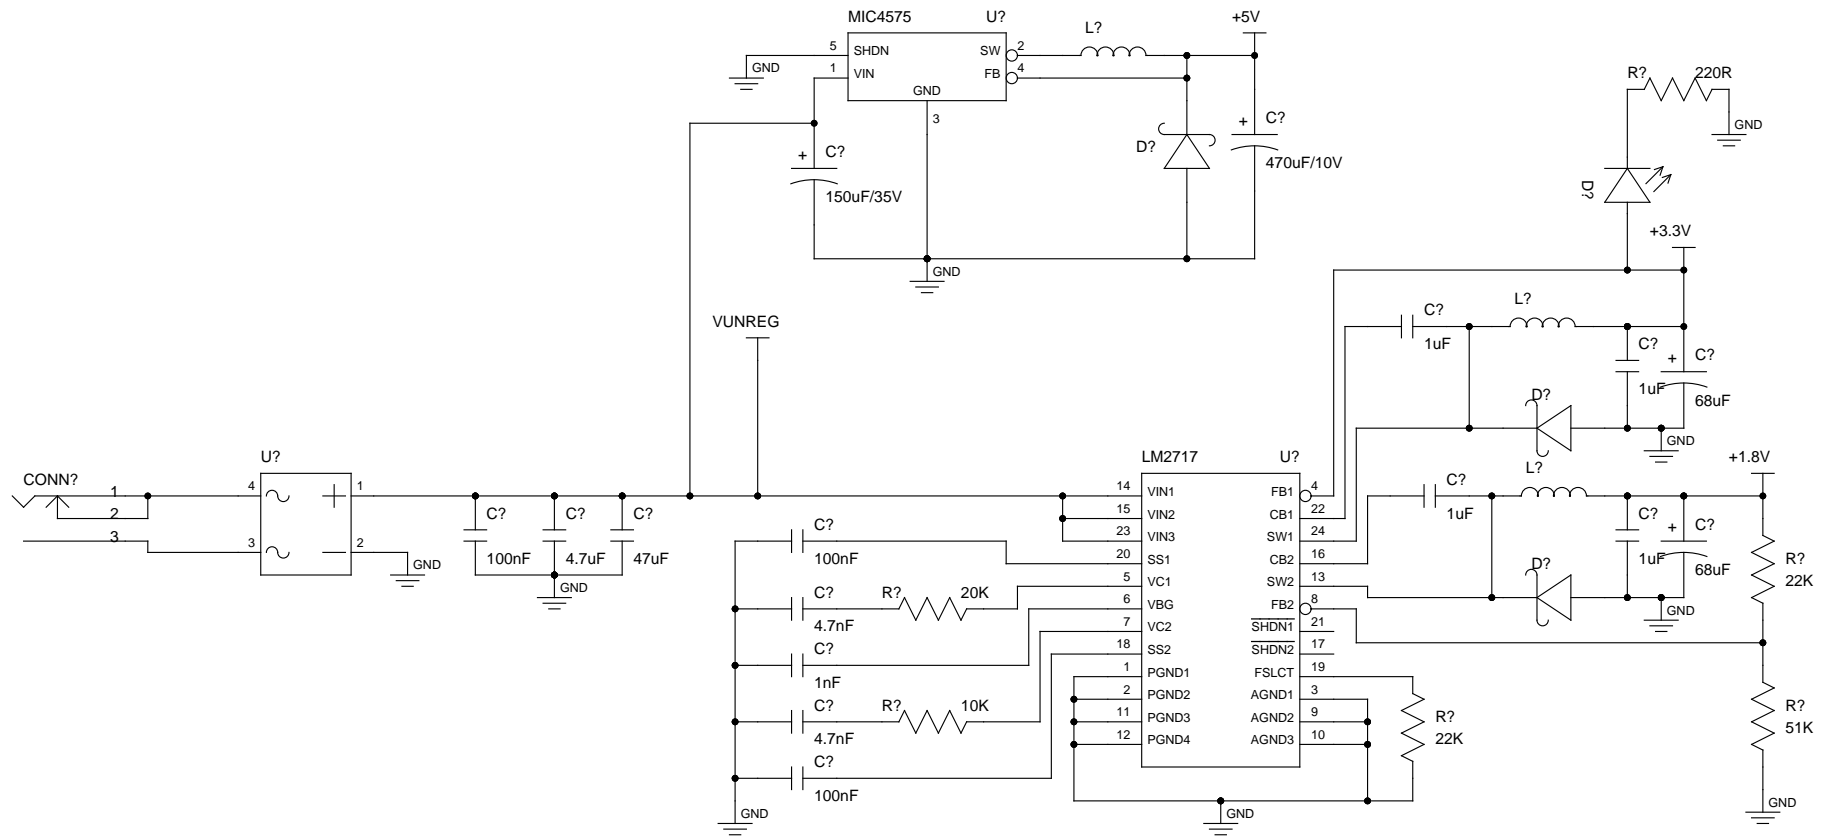 MIC4575 U?
5 SHDN SW 2
1 VIN FB 4
GND
3
GND
L?
+5V
C?
+
150uF/35V
D?
+ C?
470uF/10V
GND
R? 220R
GND
D?
+3.3V
VUNREG
C?
1uF
L?
C?
1uF
+ C?
68uF
D?
GND
CONN?
1
2
3
U?
4 1
3 2
GND
C?
100nF
C?
4.7uF
C?
47uF
GND
C?
100nF
C?
4.7nF
R? 20K
C?
1nF
C?
4.7nF
R? 10K
C?
100nF
GND
LM2717 U?
14 VIN1 FB1 4
15 VIN2 CB1 22
23 VIN3 SW1 24
20 SS1 CB2 16
5 VC1 SW2 13
6 VBG FB2 8
7 VC2 SHDN1 21
18 SS2 SHDN2 17
1 PGND1 FSLCT 19
2 PGND2 AGND1 3
11 PGND3 AGND2 9
12 PGND4 AGND3 10
GND
R?
22K
C?
1uF
L?
+1.8V
C?
1uF
+ C?
68uF
D?
GND
R?
22K
R?
51K
GND